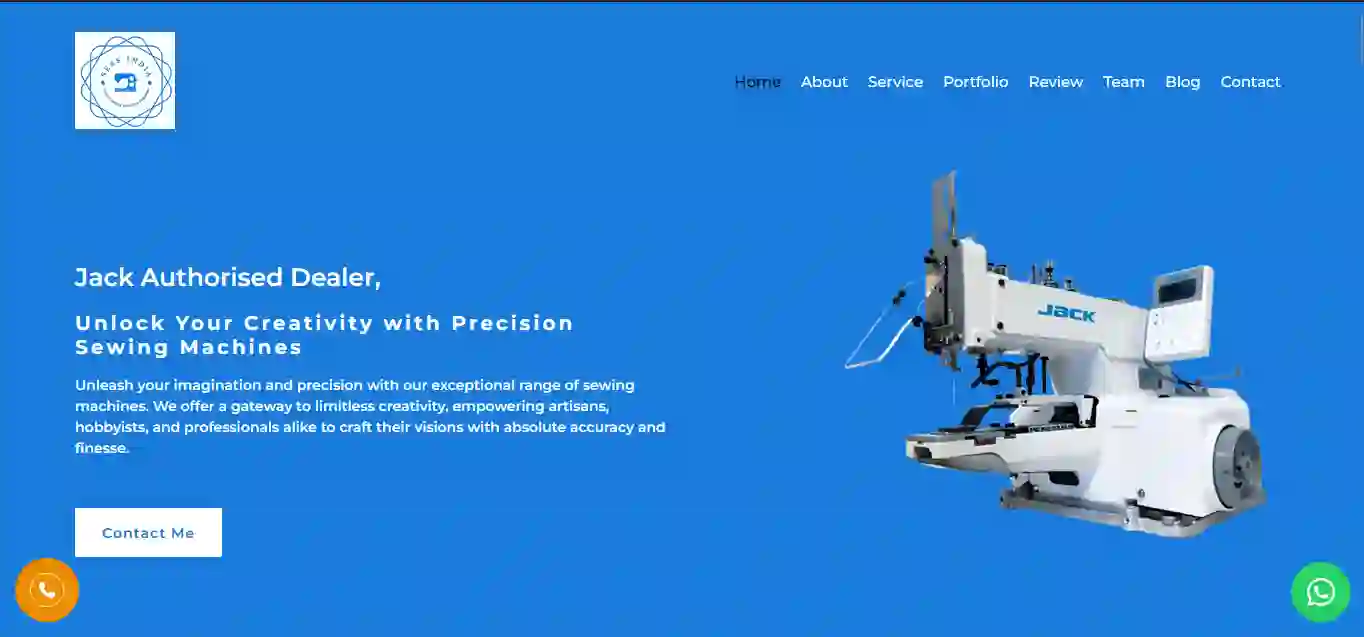 SERS INDIA
Home About Service Portfolio Review Team Blog Contact
Jack Authorised Dealer,
Unlock Your Creativity with Precision
Sewing Machines
Unleash your imagination and precision with our exceptional range of sewing
machines. We offer a gateway to limitless creativity, empowering artisans,
hobbyists, and professionals alike to craft their visions with absolute accuracy and
finesse.
Contact Me
JACK